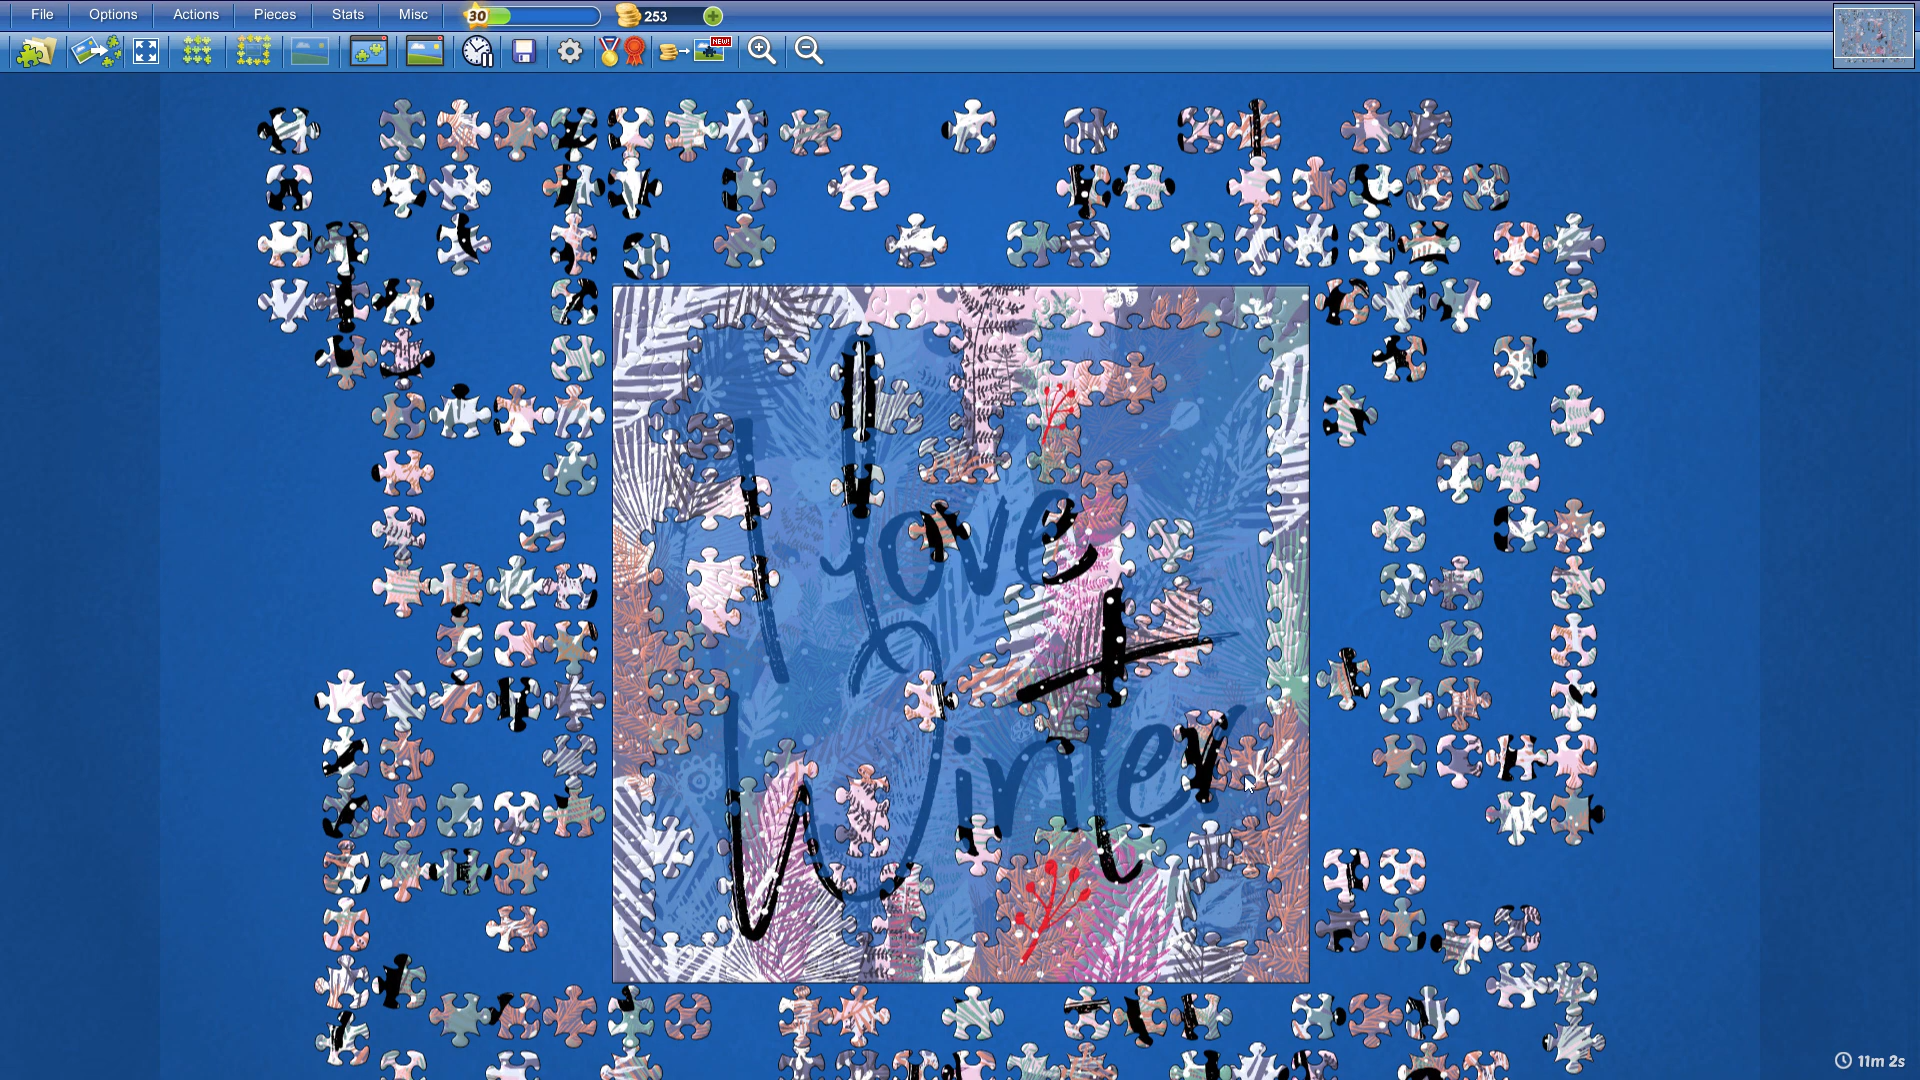 File Options Actions Pieces Stats Misc 30 253
NEW!
I love
Winter
11m 2s